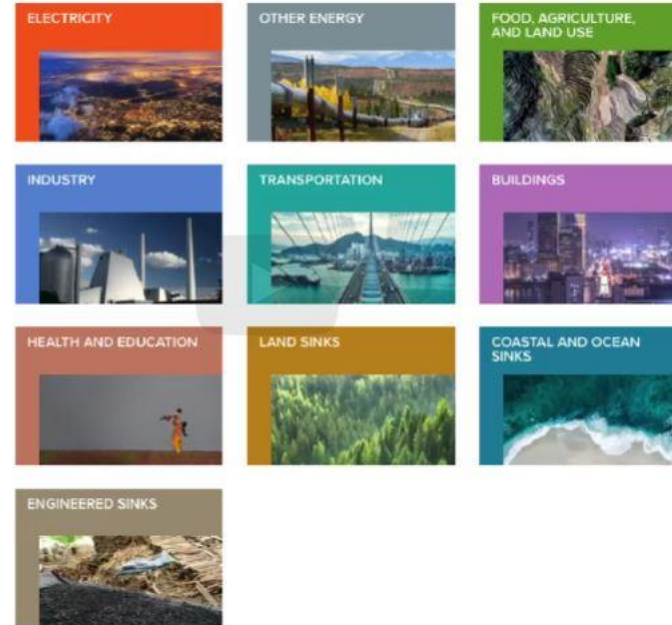 ELECTRICITY
OTHER ENERGY
FOOD, AGRICULTURE,
AND LAND USE
INDUSTRY
TRANSPORTATION
BUILDINGS
HEALTH AND EDUCATION
LAND SINKS
COASTAL AND OCEAN
SINKS
ENGINEERED SINKS